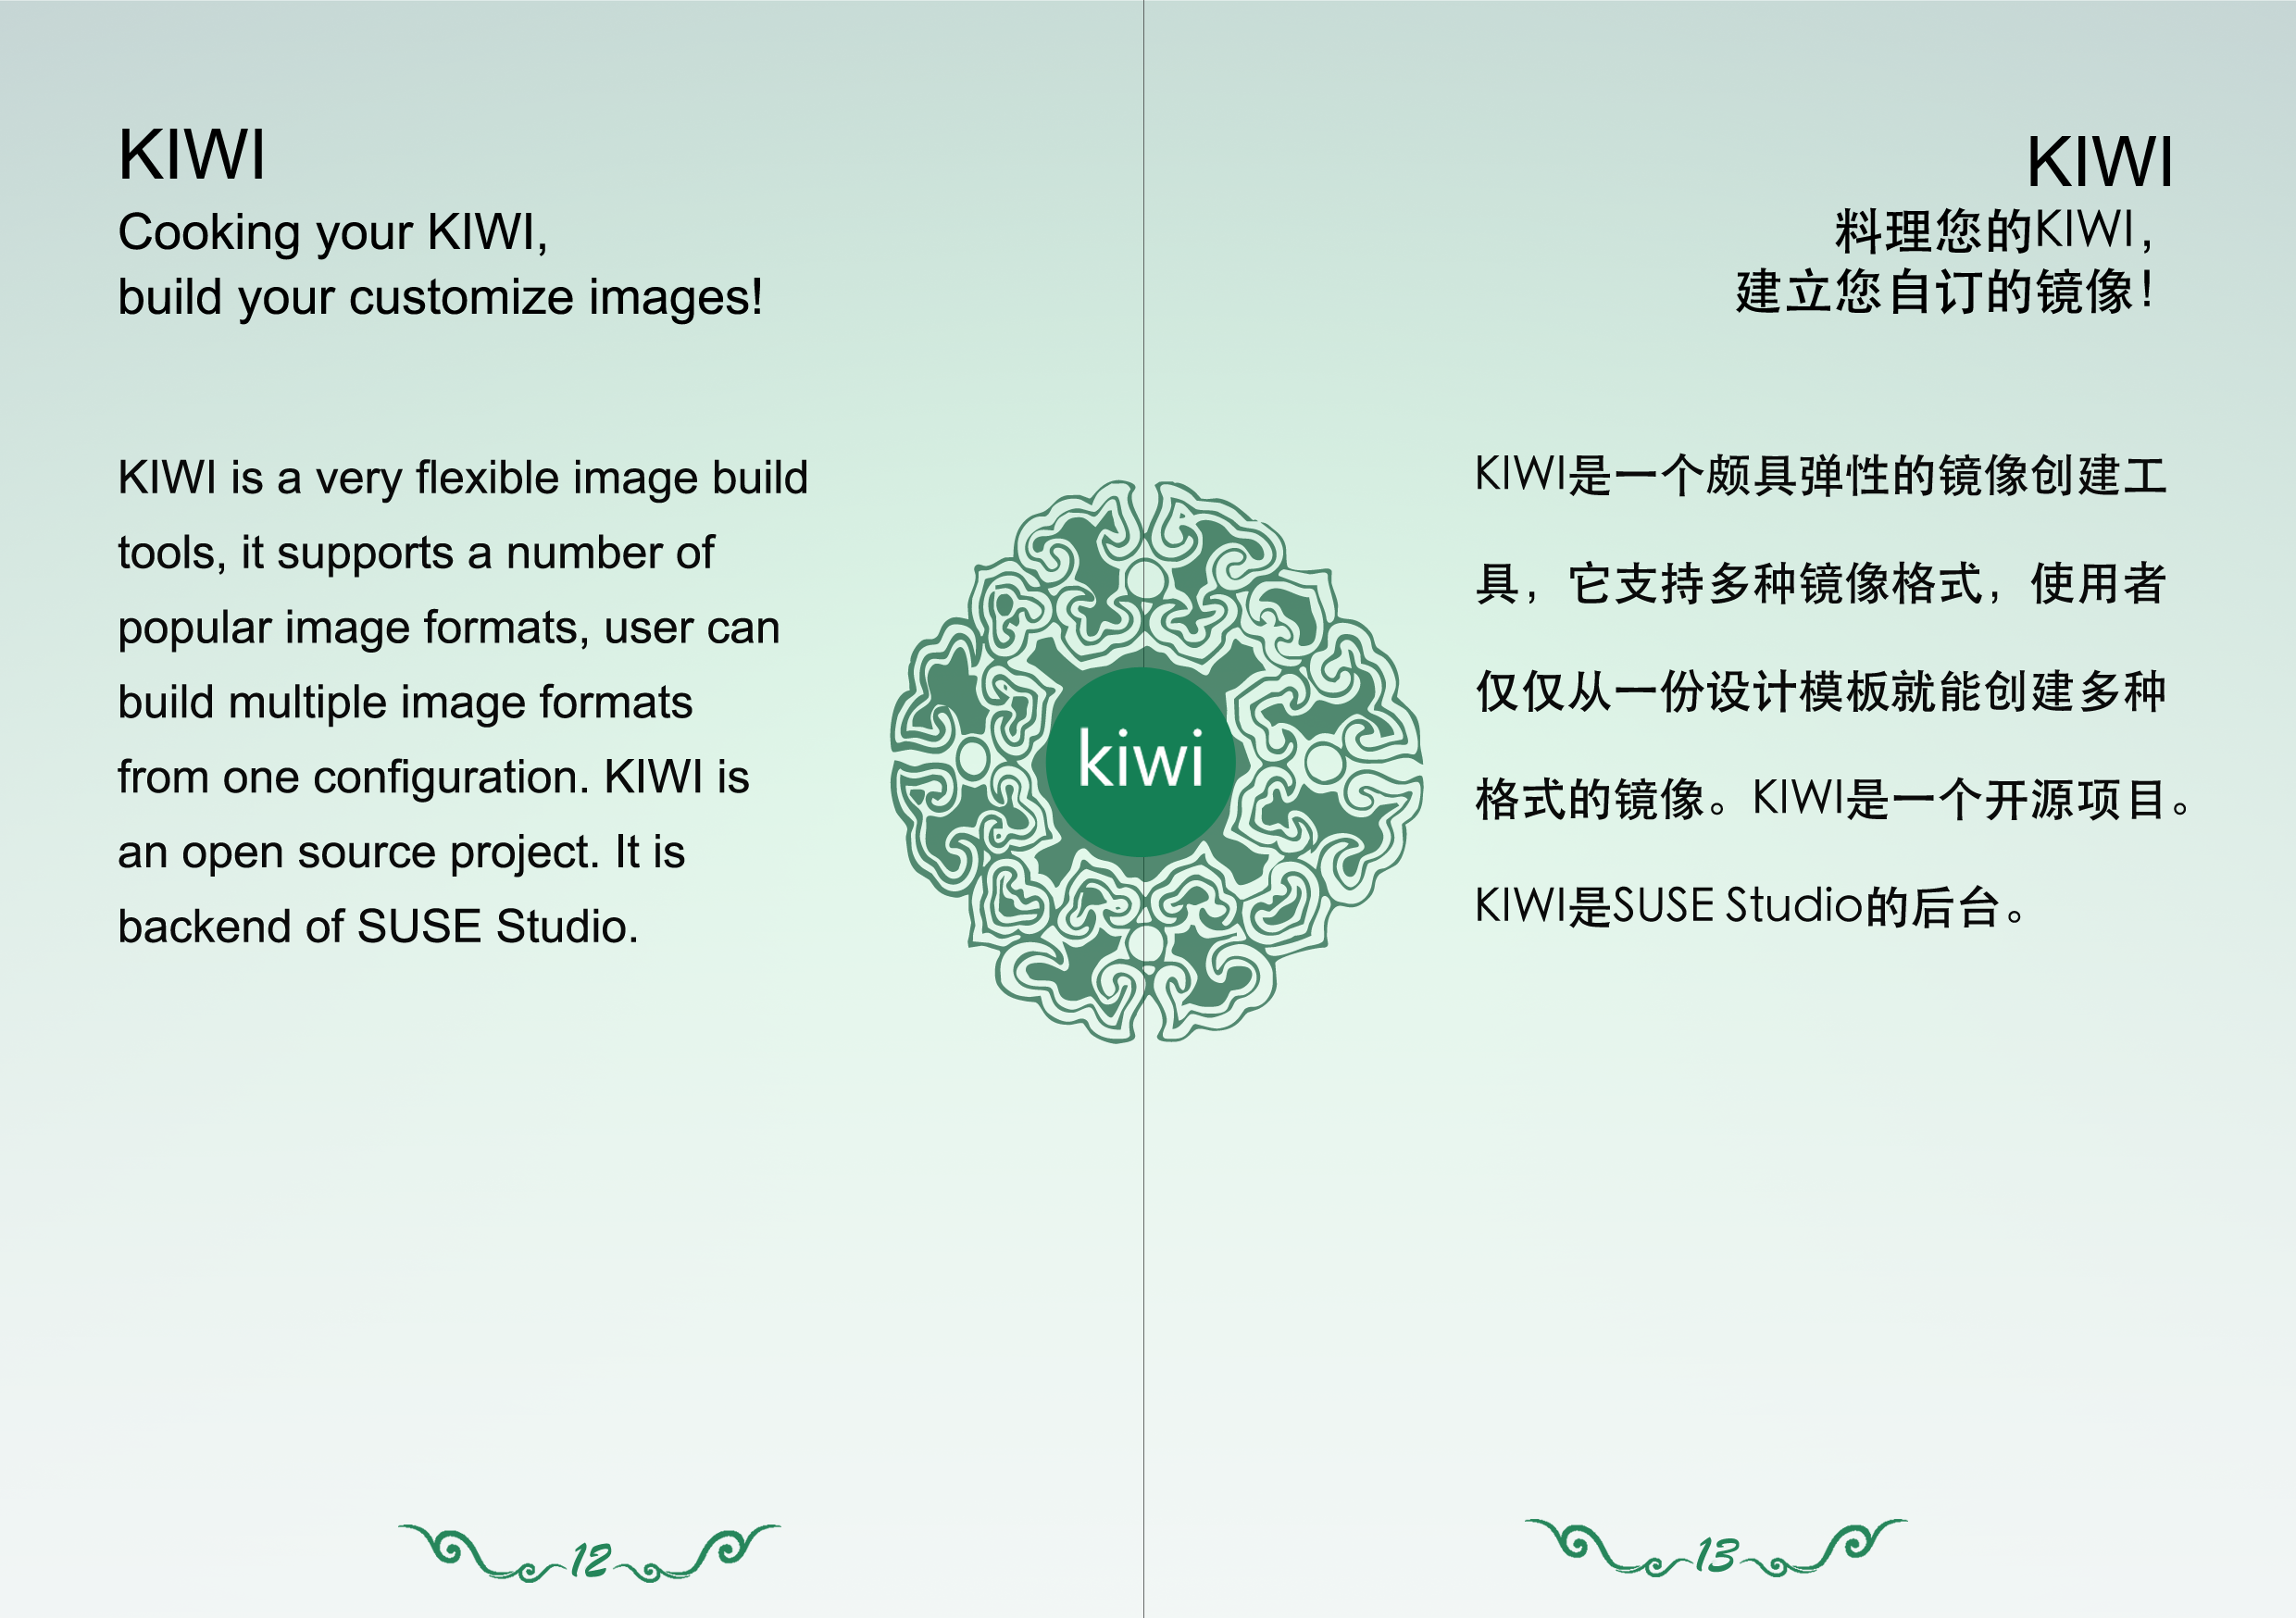 KIWI
Cooking your KIWI,
build your customize images!
KIWI is a very flexible image build
tools, it supports a number of
popular image formats, user can
build multiple image formats
from one configuration. KIWI is
an open source project. It is
backend of SUSE Studio.
12
kiwi
KIWI
料理您的KIWI，
建立您自订的镜像！
KIWI是一个颇具弹性的镜像创建工
具，它支持多种镜像格式，使用者
仅仅从一份设计模板就能创建多种
格式的镜像。KIWI是一个开源项目。
KIWI是SUSE Studio的后台。
13